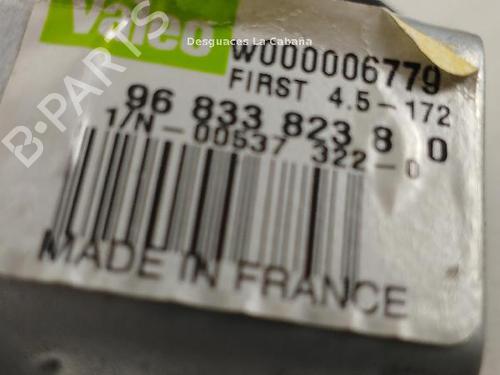 Valeo
Desguaces La Cabaña
W000006779
FIRST 4.5-172
96 833 823 8 0
1/N-00537 322-0
MADE IN FRANCE
B-PARTS